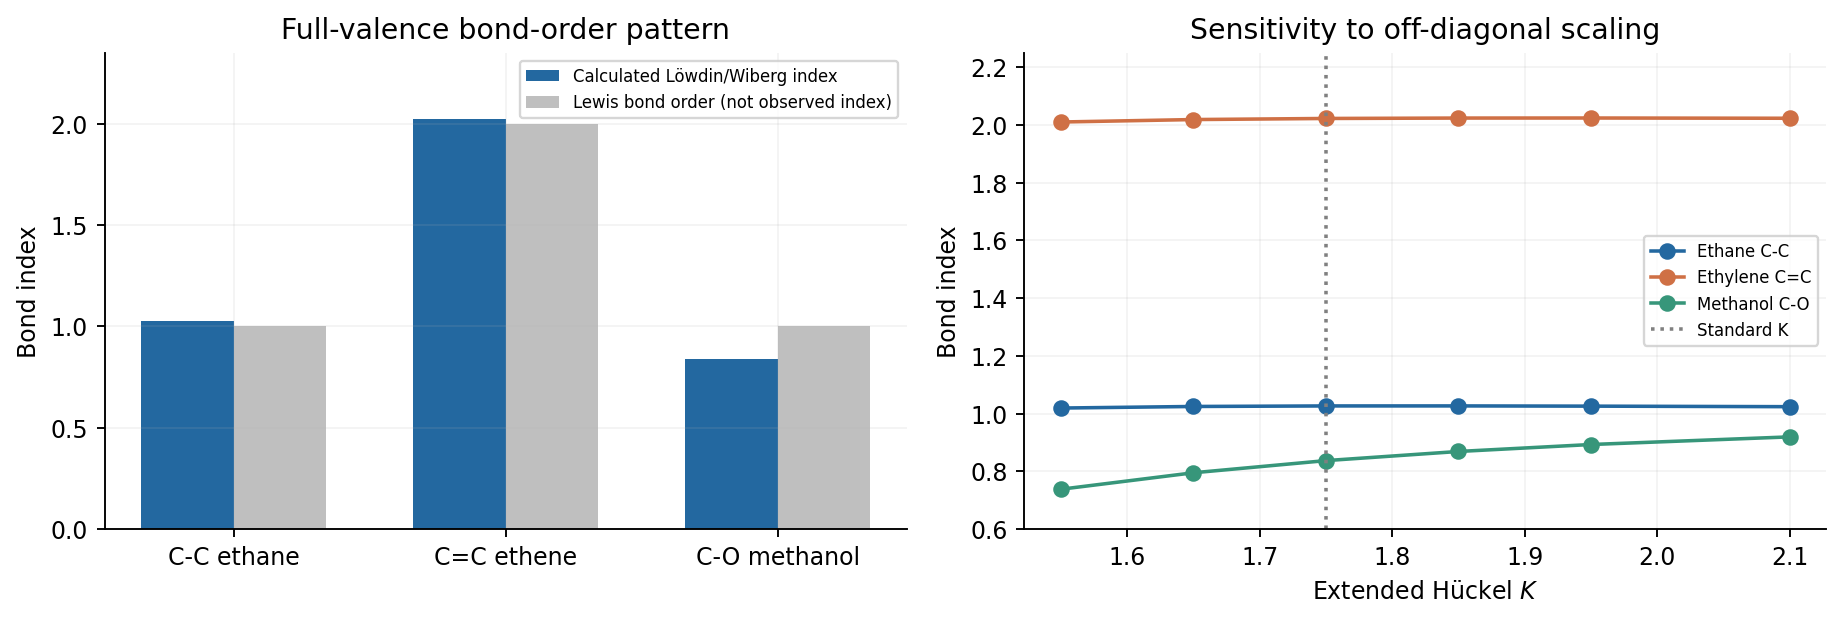 Full-valence bond-order pattern
Calculated Löwdin/Wiberg index
Lewis bond order (not observed index)
Bond index
2.0
1.5
1.0
0.5
0.0
C-C ethane
C=C ethene
C-O methanol
Sensitivity to off-diagonal scaling
Bond index
2.2
2.0
1.8
1.6
1.4
1.2
1.0
0.8
0.6
Ethane C-C
Ethylene C=C
Methanol C-O
Standard K
1.6
1.7
1.8
1.9
2.0
2.1
Extended Hückel K